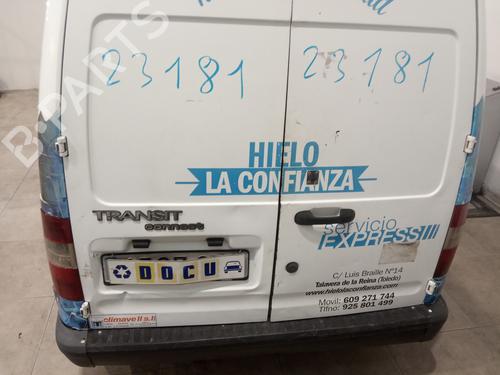 23181 23181
HIELO
LA CONFIANZA
TRANSIT
connect
servicio
EXPRESS
DOCU
C/ Luis Braille Nº14
Talavera de la Reina (Toledo)
www.hielolaconfianza.com
Movil: 609 271 744
Tlfno: 925 801 499
climavell s.l.
B-PARTS